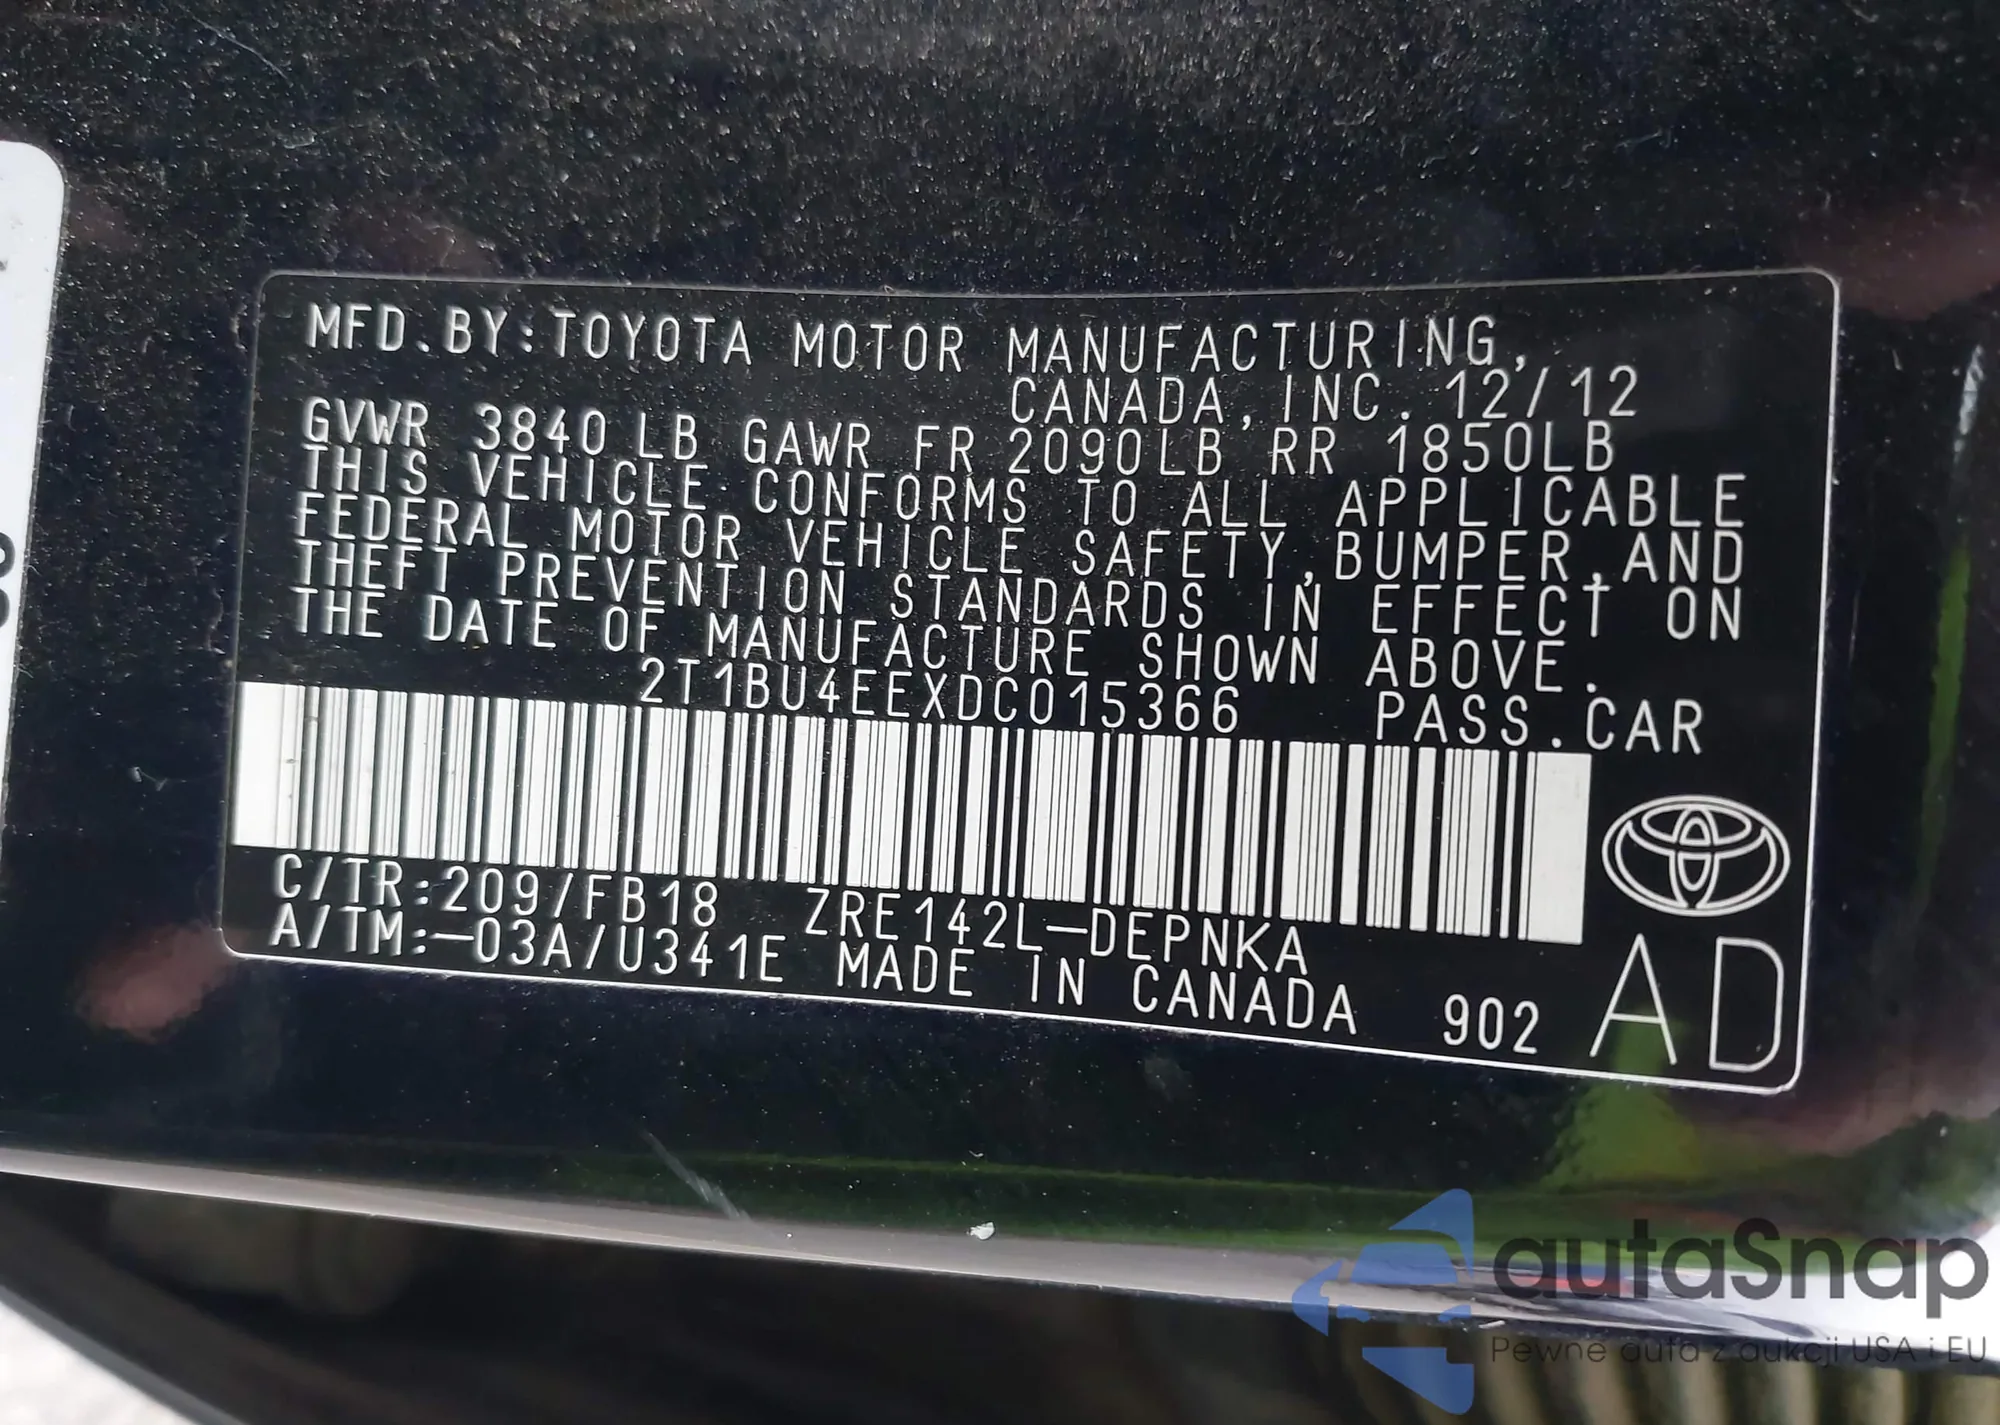 MFD.BY:TOYOTA MOTOR MANUFACTURING,
CANADA,INC. 12/12
GVWR 3840 LB GAWR FR 2090LB RR 1850LB
THIS VEHICLE CONFORMS TO ALL APPLICABLE
FEDERAL MOTOR VEHICLE SAFETY,BUMPER,AND
THEFT PREVENTION STANDARDS IN EFFECT ON
THE DATE OF MANUFACTURE SHOWN ABOVE.
2T1BU4EEXDC015366 PASS.CAR
C/TR:209/FB18 ZRE142L-DEPNKA
A/TM:-03A/U341E MADE IN CANADA 902 AD
autaSnap
Pewne auta z aukcji USA i EU